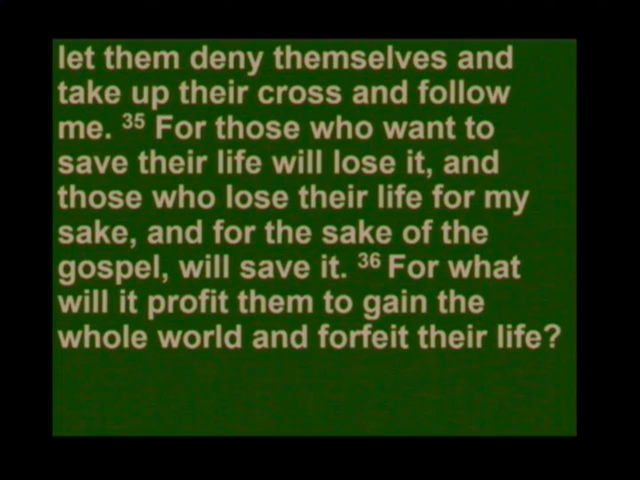 let them deny themselves and
take up their cross and follow
me. 35 For those who want to
save their life will lose it, and
those who lose their life for my
sake, and for the sake of the
gospel, will save it. 36 For what
will it profit them to gain the
whole world and forfeit their life?